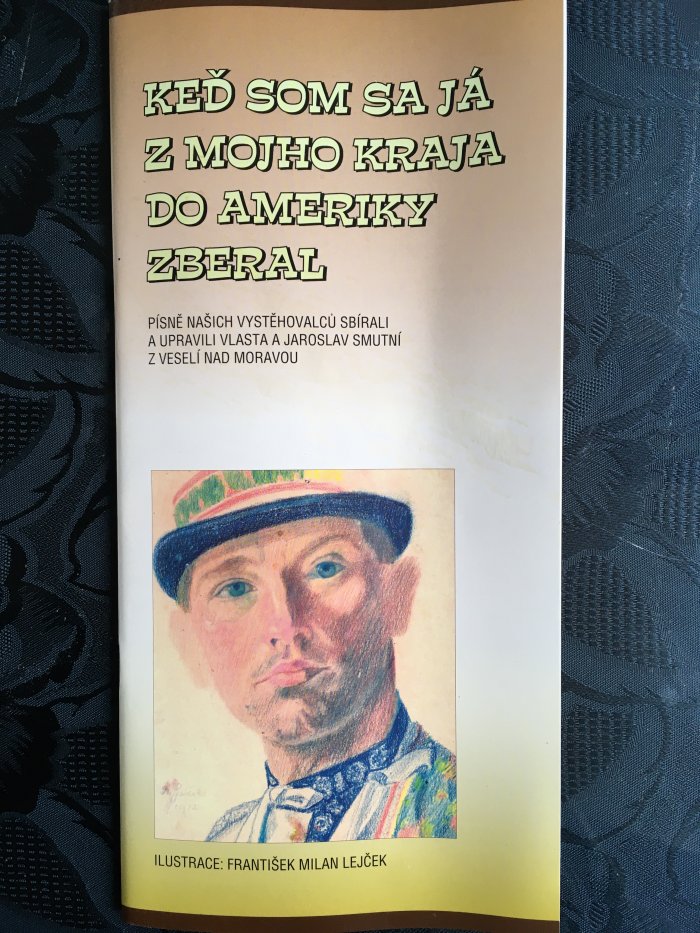 KEĎ SOM SA JÁ
Z MOJHO KRAJA
DO AMERIKY
ZBERAL
PÍSNĚ NAŠICH VYSTĚHOVALCŮ SBÍRALI
A UPRAVILI VLASTA A JAROSLAV SMUTNÍ
Z VESELÍ NAD MORAVOU
ILUSTRACE: FRANTIŠEK MILAN LEJČEK